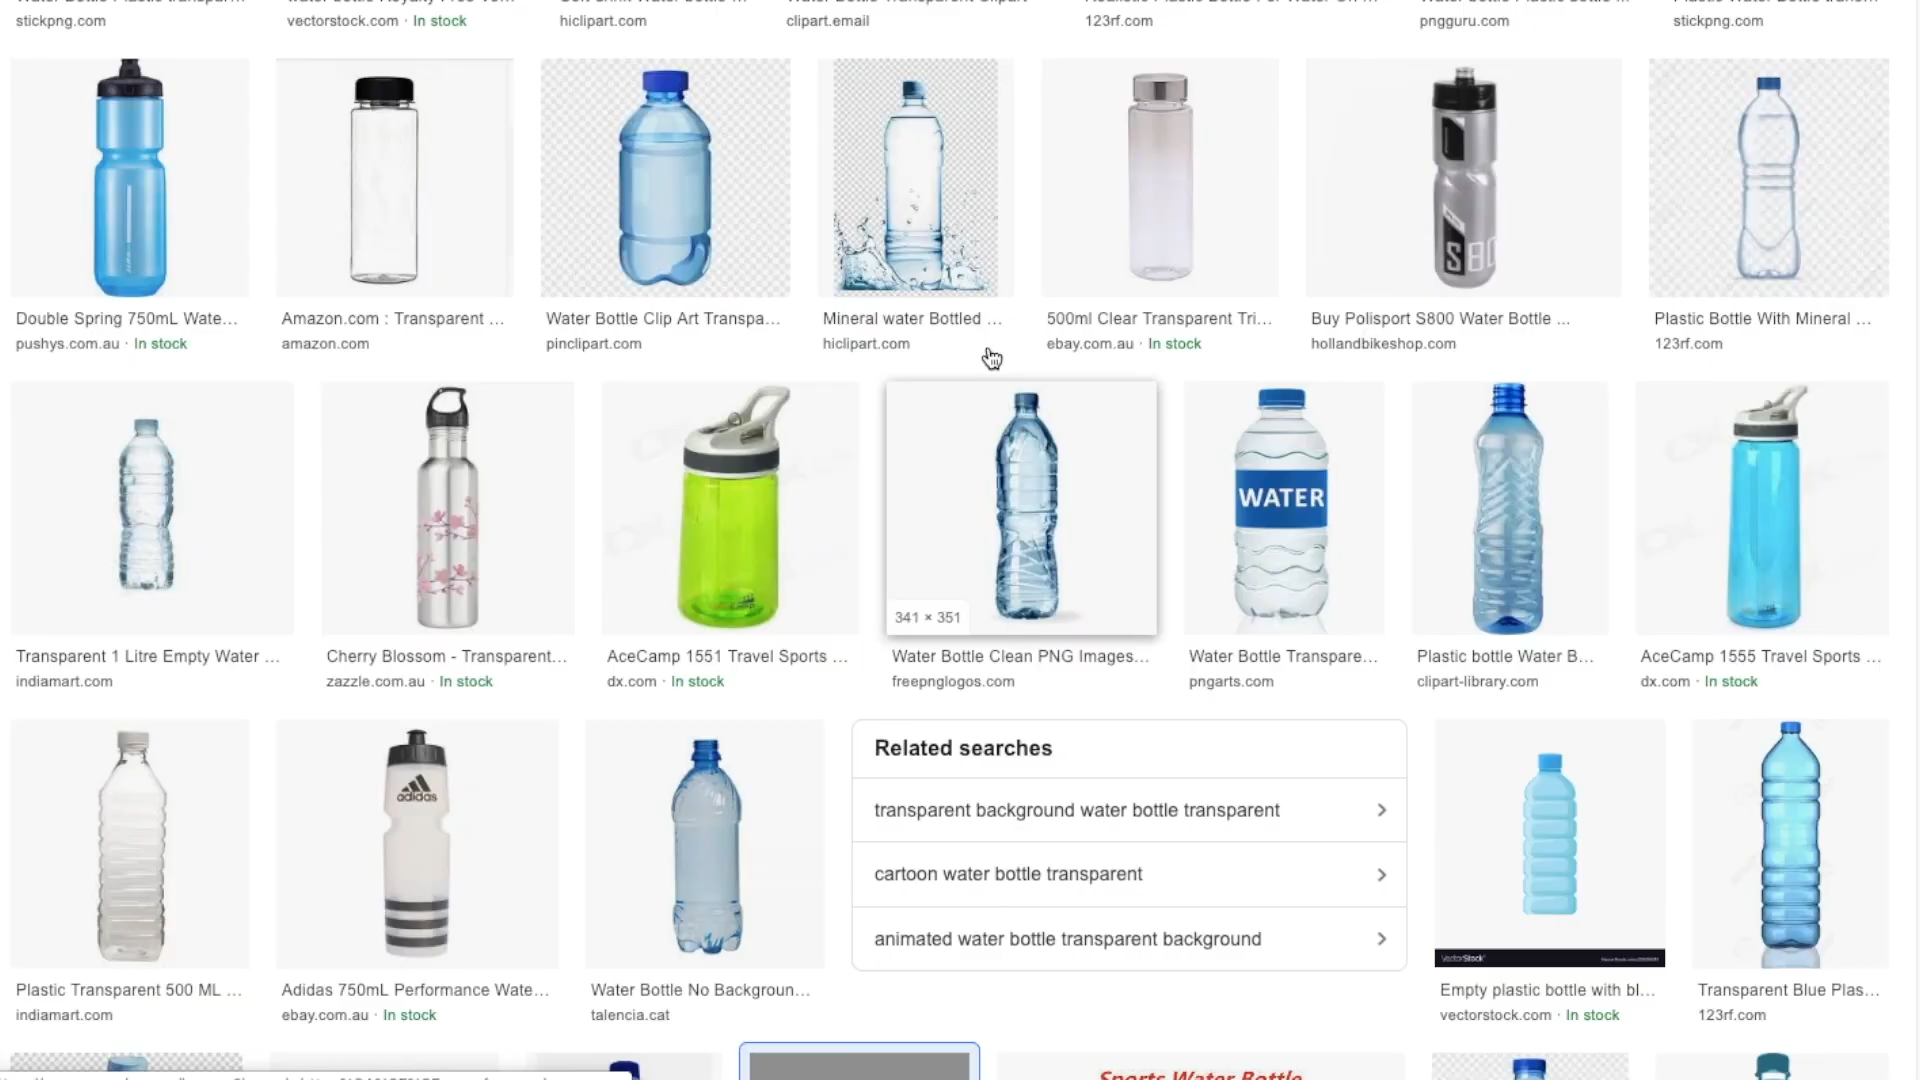 stickpng.com
vectorstock.com · In stock
hiclipart.com
clipart.email
123rf.com
pngguru.com
stickpng.com
S80
Double Spring 750mL Wate...
pushys.com.au · In stock
Amazon.com : Transparent ...
amazon.com
Water Bottle Clip Art Transpa...
pinclipart.com
Mineral water Bottled ...
hiclipart.com
500ml Clear Transparent Tri...
ebay.com.au · In stock
Buy Polisport S800 Water Bottle ...
hollandbikeshop.com
Plastic Bottle With Mineral ...
123rf.com
WATER
341 × 351
Transparent 1 Litre Empty Water ...
indiamart.com
Cherry Blossom - Transparent...
zazzle.com.au · In stock
AceCamp 1551 Travel Sports ...
dx.com · In stock
Water Bottle Clean PNG Images...
freepnglogos.com
Water Bottle Transpare...
pngarts.com
Plastic bottle Water B...
clipart-library.com
AceCamp 1555 Travel Sports ...
dx.com · In stock
adidas
Related searches
transparent background water bottle transparent
cartoon water bottle transparent
animated water bottle transparent background
VectorStock
Plastic Transparent 500 ML ...
indiamart.com
Adidas 750mL Performance Wate...
ebay.com.au · In stock
Water Bottle No Backgroun...
talencia.cat
Empty plastic bottle with bl...
vectorstock.com · In stock
Transparent Blue Plas...
123rf.com
Sports Water Bottle